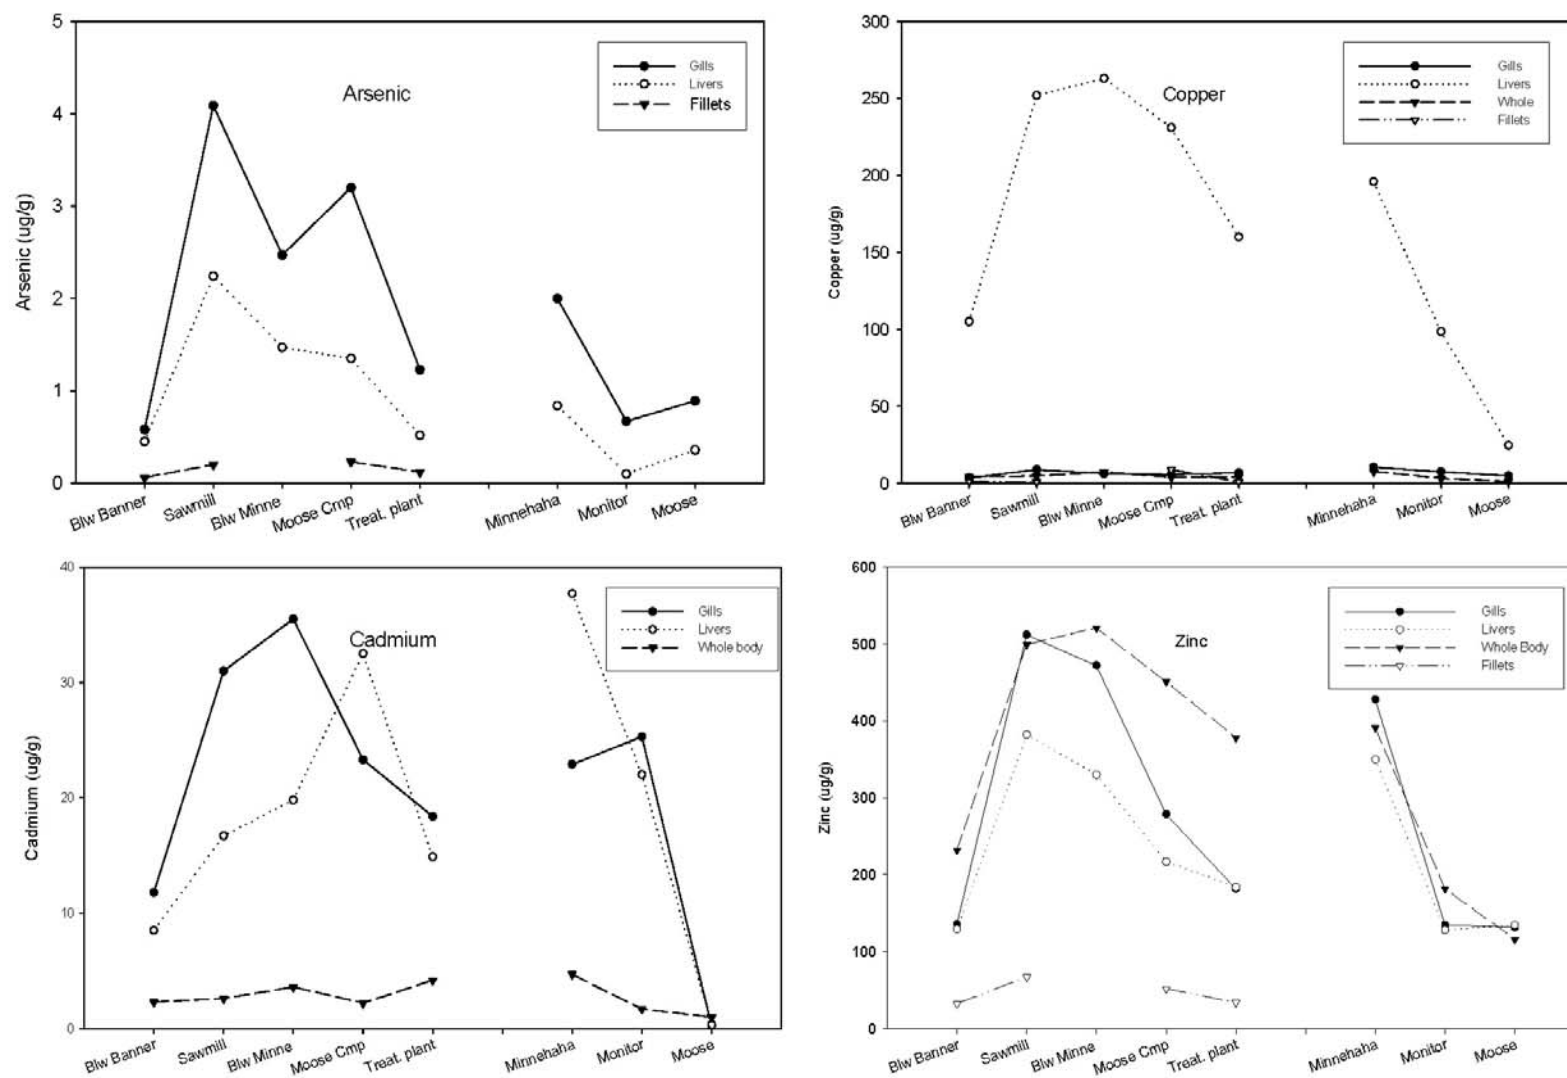 5
4
3
2
1
0
Arsenic (ug/g)
Arsenic
Gills
Livers
Fillets
Blw Banner
Sawmill
Blw Minne
Moose Cmp
Treat. plant
Minnehaha
Monitor
Moose
300
250
200
150
100
50
0
Copper (ug/g)
Copper
Gills
Livers
Whole
Fillets
Blw Banner
Sawmill
Blw Minne
Moose Cmp
Treat. plant
Minnehaha
Monitor
Moose
40
30
20
10
0
Cadmium (ug/g)
Cadmium
Gills
Livers
Whole body
Blw Banner
Sawmill
Blw Minne
Moose Cmp
Treat. plant
Minnehaha
Monitor
Moose
600
500
400
300
200
100
0
Zinc (ug/g)
Zinc
Gills
Livers
Whole Body
Fillets
Blw Banner
Sawmill
Blw Minne
Moose Cmp
Treat. plant
Minnehaha
Monitor
Moose